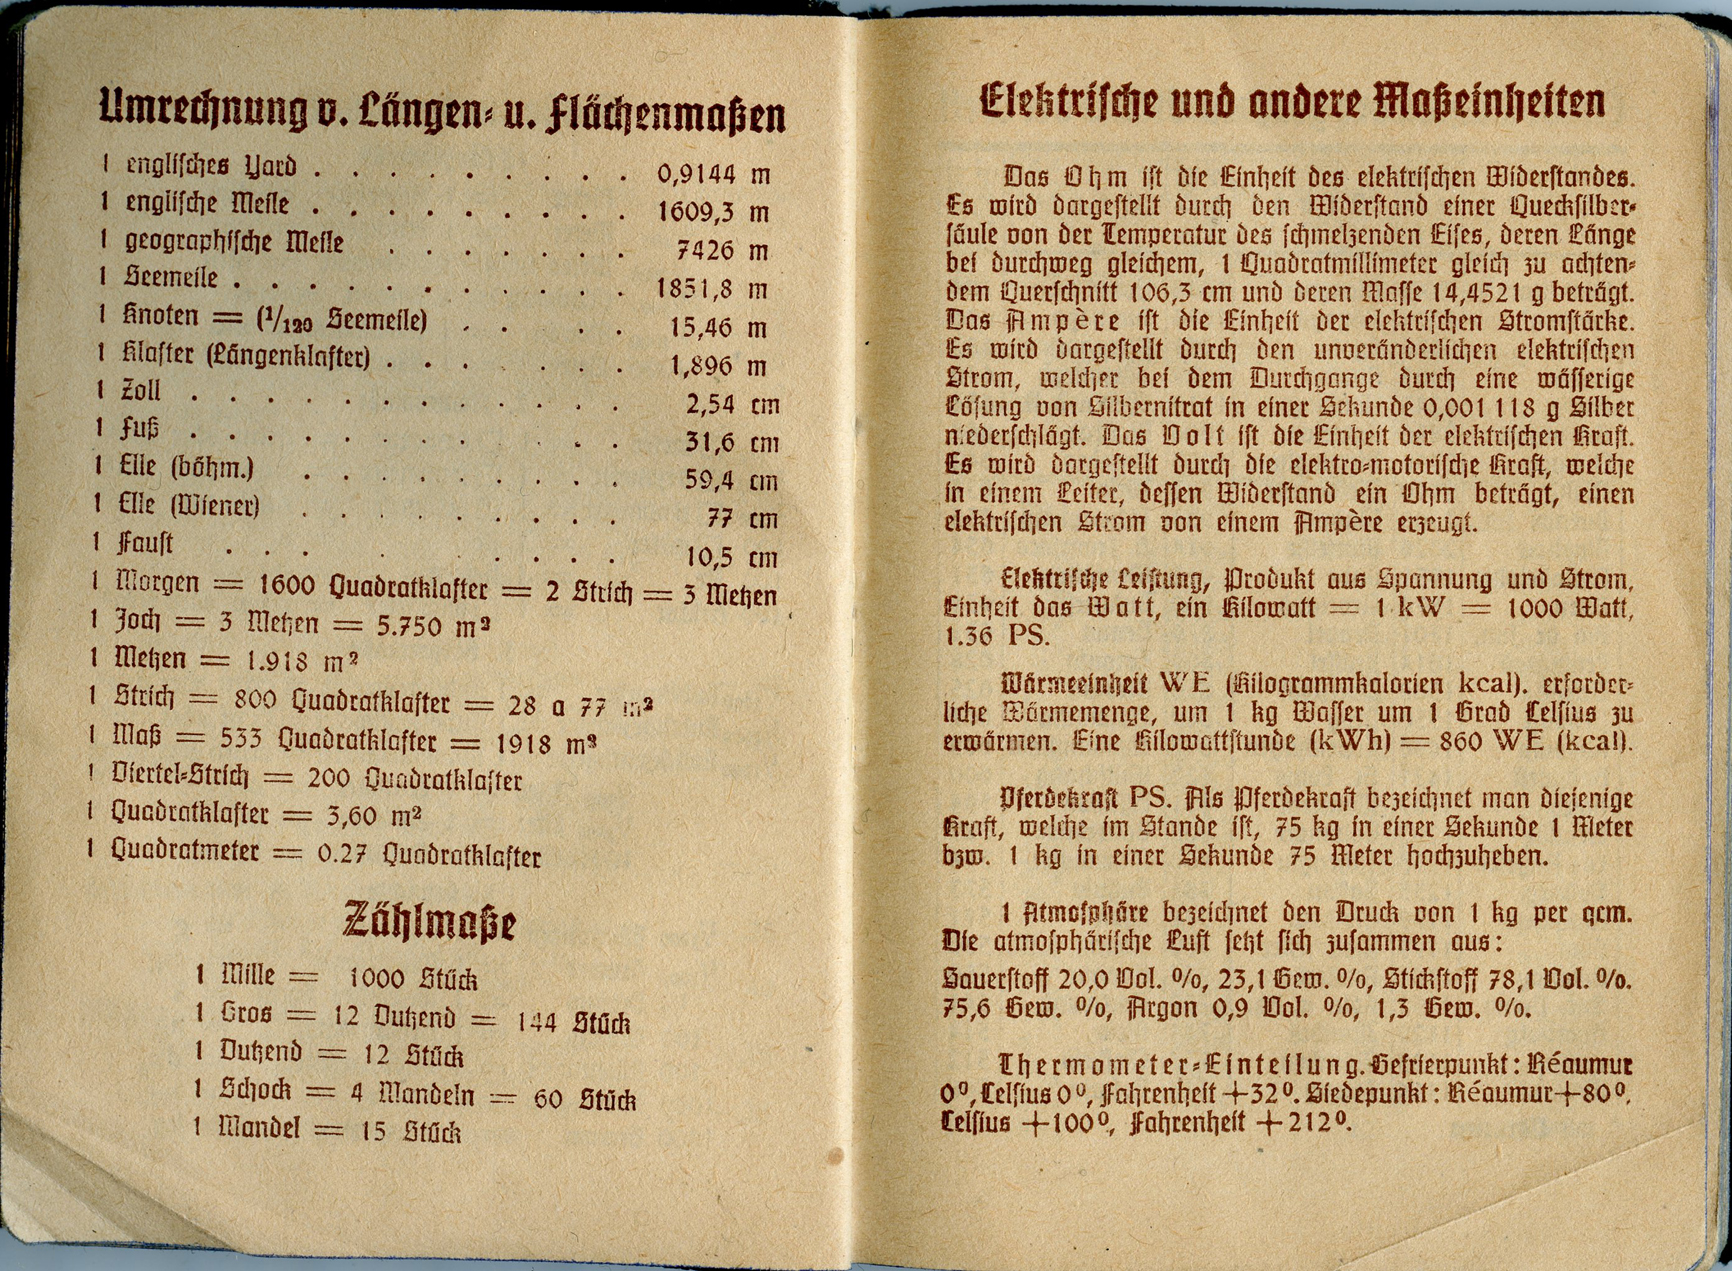 Umrechnung v. Längen- u. Flächenmaßen
1 englisches Yard . . . . . . . . . . 0,9144 m
1 englische Meile . . . . . . . . . . 1609,3 m
1 geographische Meile . . . . . . . 7426 m
1 Seemeile . . . . . . . . . . . . 1851,8 m
1 Knoten = (1/120 Seemeile) . . . . 15,46 m
1 Klafter (Längenklafter) . . . . . . 1,896 m
1 Zoll . . . . . . . . . . . . 2,54 cm
1 Fuß . . . . . . . . . . . . 31,6 cm
1 Elle (böhm.) . . . . . . . . . 59,4 cm
1 Elle (Wiener) . . . . . . . . . 77 cm
1 Faust . . . . . . . . 10,5 cm
1 Morgen = 1600 Quadratklafter = 2 Strich = 3 Metzen
1 Joch = 3 Metzen = 5.750 m²
1 Metzen = 1.918 m²
1 Strich = 800 Quadratklafter = 28 a 77 m²
1 Maß = 533 Quadratklafter = 1918 m²
1 Viertel-Strich = 200 Quadratklafter
1 Quadratklafter = 3,60 m²
1 Quadratmeter = 0.27 Quadratklafter
Zählmaße
1 Mille = 1000 Stück
1 Gros = 12 Dutzend = 144 Stück
1 Dutzend = 12 Stück
1 Schock = 4 Mandeln = 60 Stück
1 Mandel = 15 Stück
Elektrische und andere Maßeinheiten
Das Ohm ist die Einheit des elektrischen Widerstandes.
Es wird dargestellt durch den Widerstand einer Quecksilber-
säule von der Temperatur des schmelzenden Eises, deren Länge
bei durchweg gleichem, 1 Quadratmillimeter gleich zu achten-
dem Querschnitt 106,3 cm und deren Masse 14,4521 g beträgt.
Das Ampère ist die Einheit der elektrischen Stromstärke.
Es wird dargestellt durch den unveränderlichen elektrischen
Strom, welcher bei dem Durchgange durch eine wässerige
Lösung von Silbernitrat in einer Sekunde 0,001 118 g Silber
niederschlägt. Das Volt ist die Einheit der elektrischen Kraft.
Es wird dargestellt durch die elektro-motorische Kraft, welche
in einem Leiter, dessen Widerstand ein Ohm beträgt, einen
elektrischen Strom von einem Ampère erzeugt.
Elektrische Leistung, Produkt aus Spannung und Strom,
Einheit das Watt, ein Kilowatt = 1 kW = 1000 Watt,
1.36 PS.
Wärmeeinheit WE (Kilogrammkalorien kcal). erforder-
liche Wärmemenge, um 1 kg Wasser um 1 Grad Celsius zu
erwärmen. Eine Kilowattstunde (kWh) = 860 WE (kcal).
Pferdekraft PS. Als Pferdekraft bezeichnet man diejenige
Kraft, welche im Stande ist, 75 kg in einer Sekunde 1 Meter
bzw. 1 kg in einer Sekunde 75 Meter hochzuheben.
1 Atmosphäre bezeichnet den Druck von 1 kg per qcm.
Die atmosphärische Luft setzt sich zusammen aus:
Sauerstoff 20,0 Vol. %, 23,1 Gew. %, Stickstoff 78,1 Vol. %.
75,6 Gew. %, Argon 0,9 Vol. %, 1,3 Gew. %.
Thermometer-Einteilung. Gefrierpunkt: Réaumur
0°, Celsius 0°, Fahrenheit +32°. Siedepunkt: Réaumur +80°,
Celsius +100°, Fahrenheit +212°.